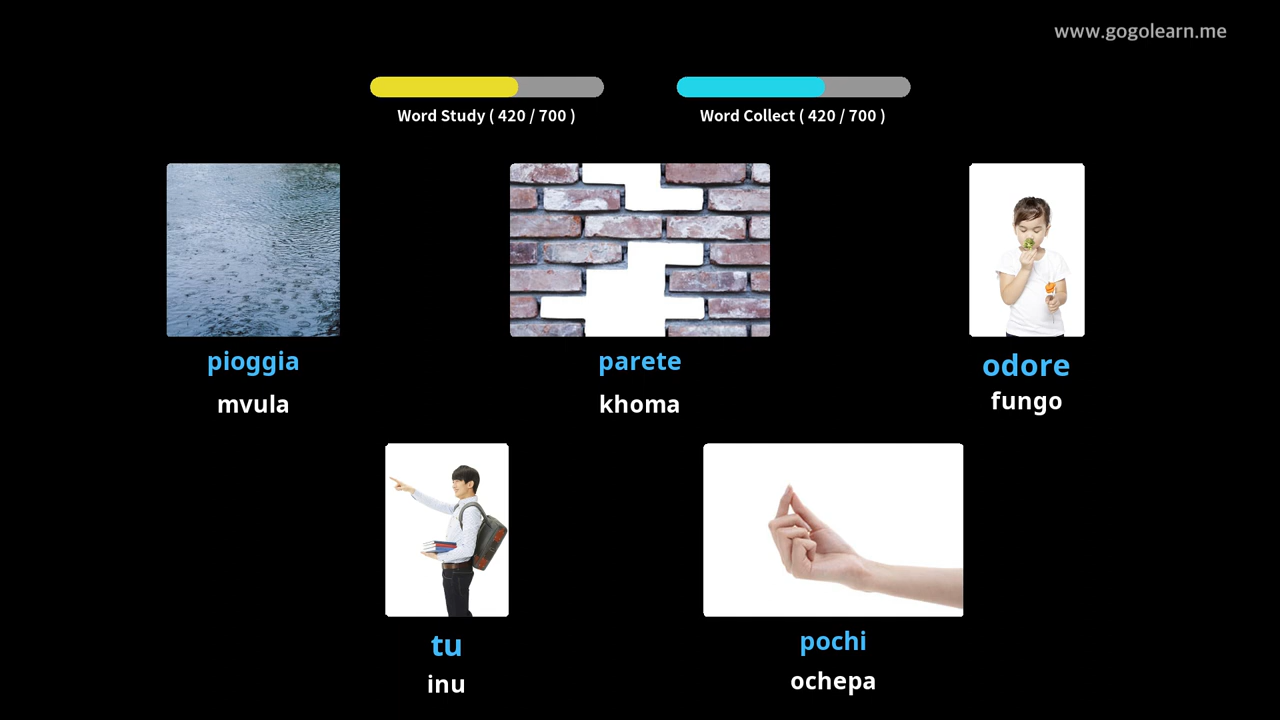 www.gogolearn.me
Word Study ( 420 / 700 )
Word Collect ( 420 / 700 )
pioggia
mvula
parete
khoma
odore
fungo
tu
inu
pochi
ochepa